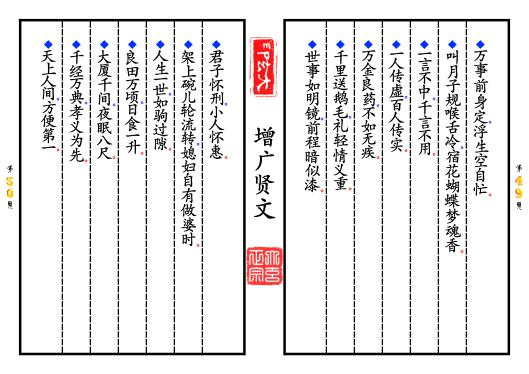 第49页
万事前身定浮生空自忙。
叫月子规喉舌冷宿花蝴蝶梦魂香。
一言不中千言不用。
一人传虚百人传实。
万金良药不如无疾。
千里送鹅毛礼轻情义重。
世事如明镜前程暗似漆。
增广贤文
君子怀刑小人怀惠。
架上碗儿轮流转媳妇自有做婆时。
人生一世如驹过隙。
良田万顷日食一升。
大厦千间夜眠八尺。
千经万典孝义为先。
天上人间方便第一。
第50页